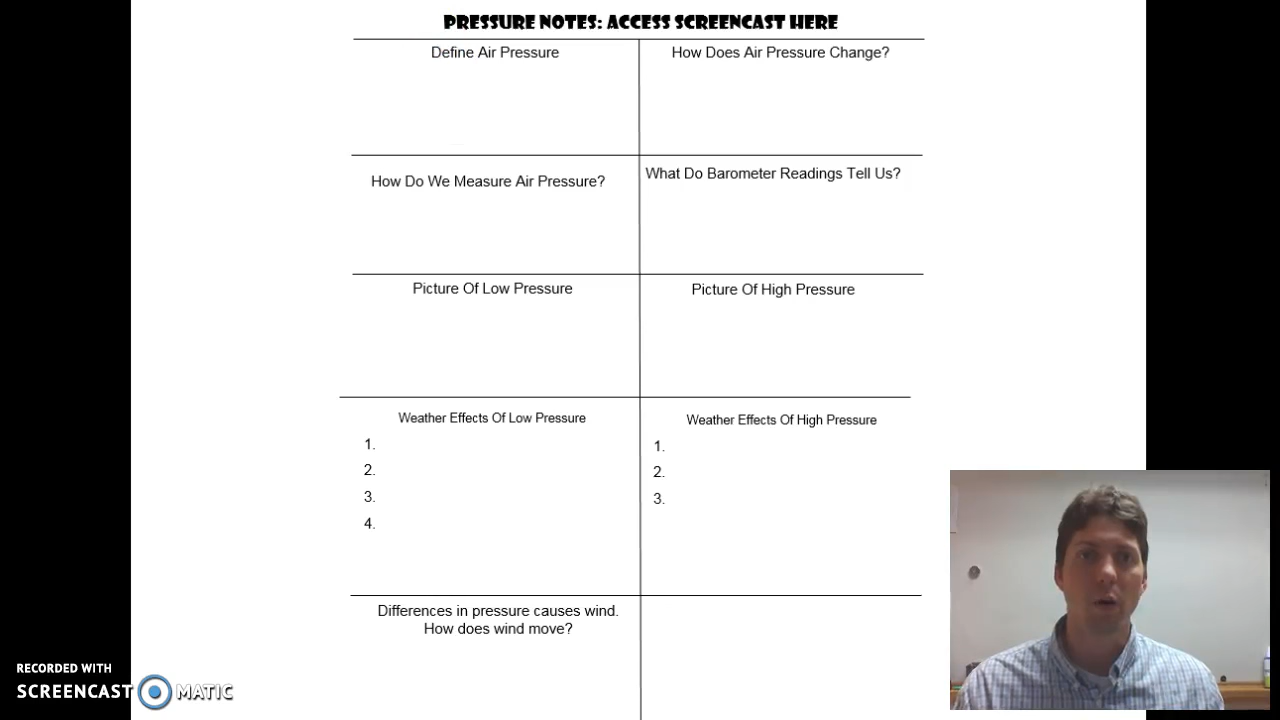 PRESSURE NOTES: ACCESS SCREENCAST HERE
Define Air Pressure
How Does Air Pressure Change?
How Do We Measure Air Pressure?
What Do Barometer Readings Tell Us?
Picture Of Low Pressure
Picture Of High Pressure
Weather Effects Of Low Pressure
1.
2.
3.
4.
Weather Effects Of High Pressure
1.
2.
3.
Differences in pressure causes wind.
How does wind move?
RECORDED WITH
SCREENCAST MATIC